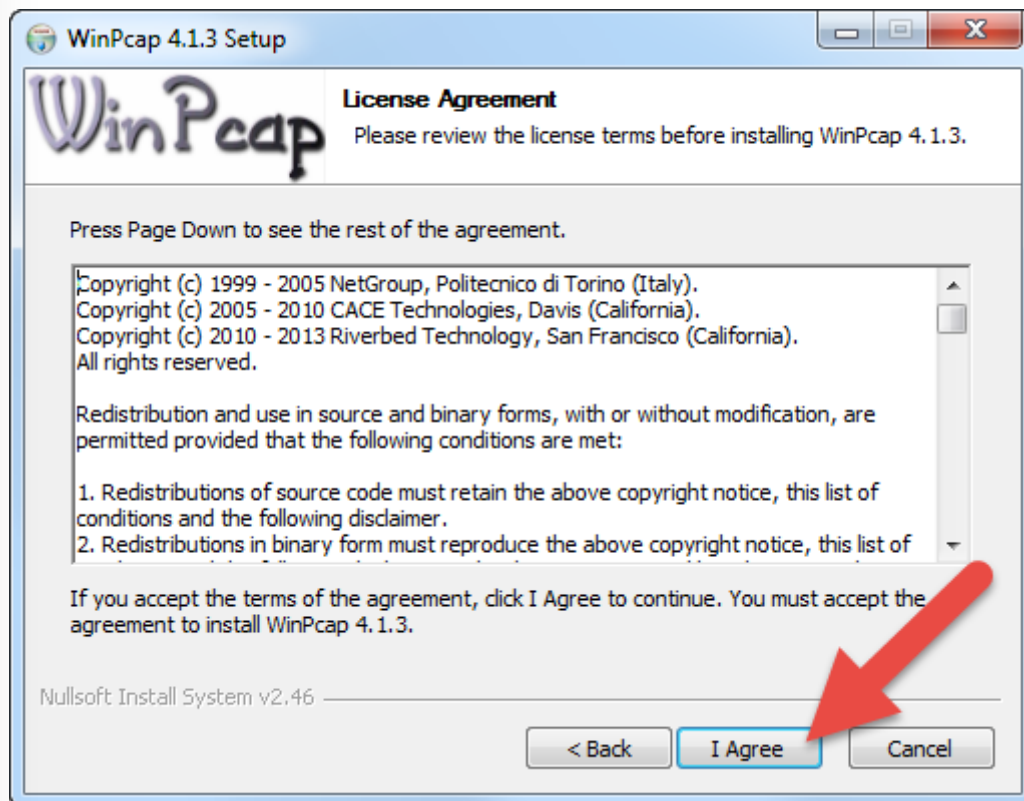 WinPcap 4.1.3 Setup
WinPcap
License Agreement
Please review the license terms before installing WinPcap 4.1.3.
Press Page Down to see the rest of the agreement.
Copyright (c) 1999 - 2005 NetGroup, Politecnico di Torino (Italy).
Copyright (c) 2005 - 2010 CACE Technologies, Davis (California).
Copyright (c) 2010 - 2013 Riverbed Technology, San Francisco (California).
All rights reserved.
Redistribution and use in source and binary forms, with or without modification, are
permitted provided that the following conditions are met:
1. Redistributions of source code must retain the above copyright notice, this list of
conditions and the following disclaimer.
2. Redistributions in binary form must reproduce the above copyright notice, this list of
If you accept the terms of the agreement, click I Agree to continue. You must accept the
agreement to install WinPcap 4.1.3.
Nullsoft Install System v2.46
< Back
I Agree
Cancel